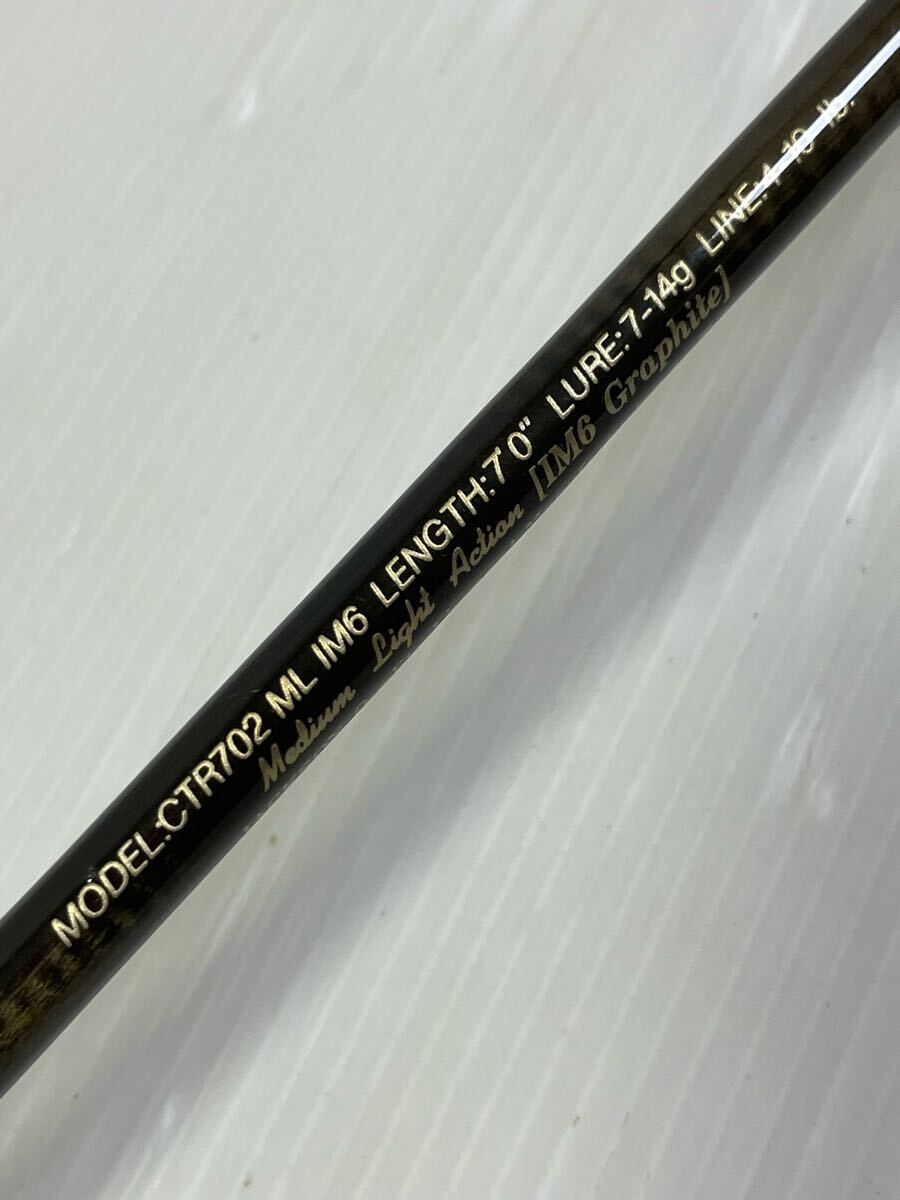 MODEL:CTR702 ML IM6 LENGTH:7'0" LURE:7-14g LINE:4-10 lb.
Medium Light Action [IM6 Graphite]